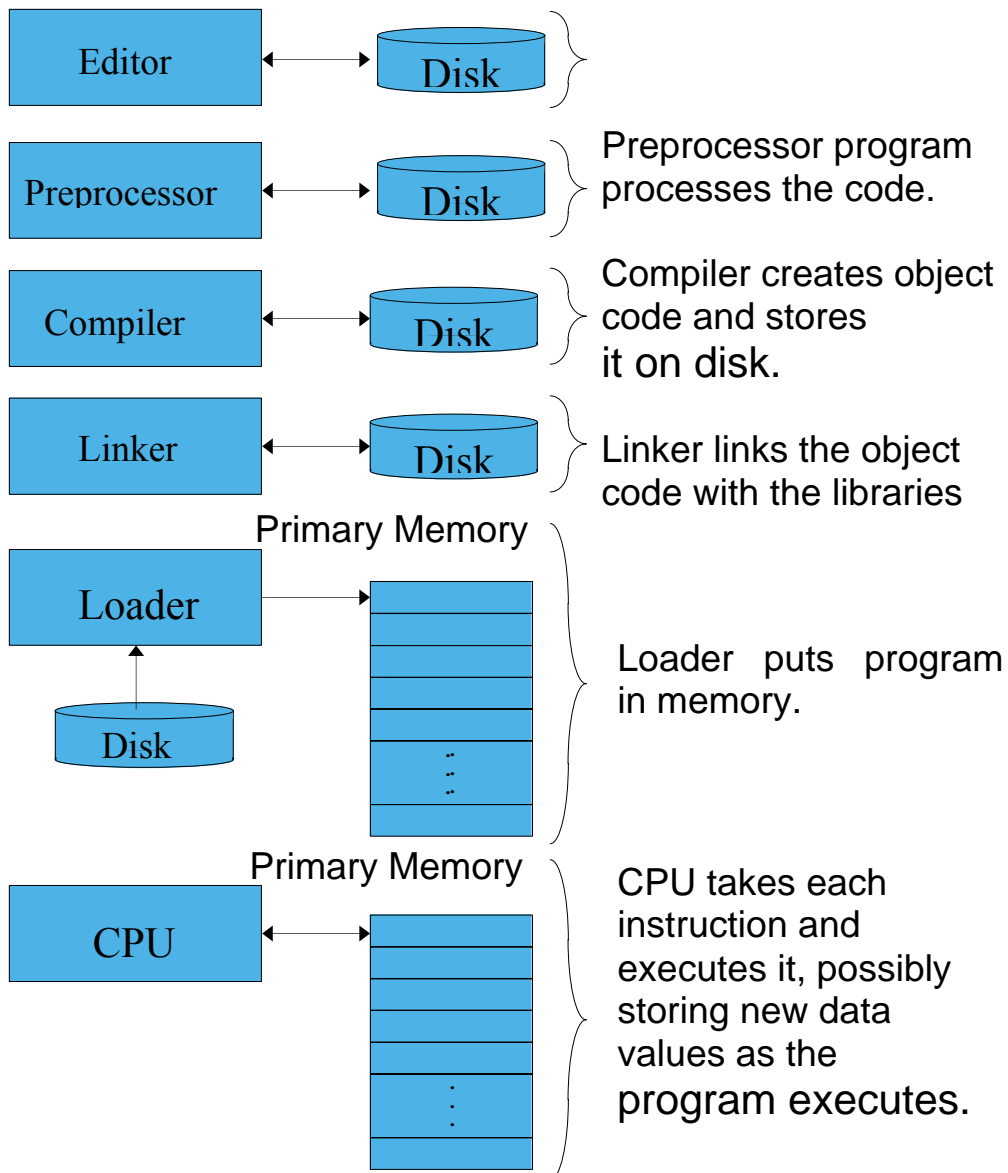 Editor
Disk
Preprocessor
Disk
Preprocessor program
processes the code.
Compiler
Disk
Compiler creates object
code and stores
it on disk.
Linker
Disk
Linker links the object
code with the libraries
Primary Memory
Loader
Disk
Loader puts program
in memory.
Primary Memory
CPU
CPU takes each
instruction and
executes it, possibly
storing new data
values as the
program executes.